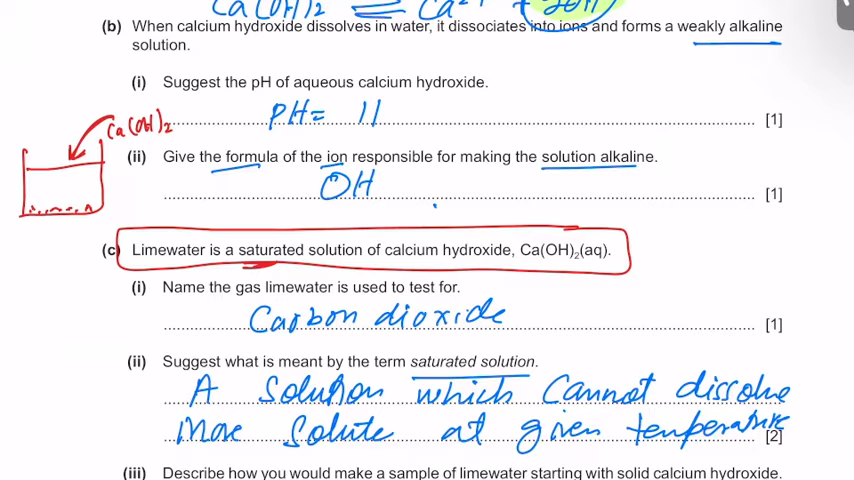 Ca(OH)2 ⇌ Ca2+ + 2OH
(b) When calcium hydroxide dissolves in water, it dissociates into ions and forms a weakly alkaline
solution.
(i) Suggest the pH of aqueous calcium hydroxide.
PH= 11 [1]
Ca(OH)2
(ii) Give the formula of the ion responsible for making the solution alkaline.
OH [1]
(c) Limewater is a saturated solution of calcium hydroxide, Ca(OH)2(aq).
(i) Name the gas limewater is used to test for.
Carbon dioxide [1]
(ii) Suggest what is meant by the term saturated solution.
A Solution which Cannot dissolve
More Solute at given temperature [2]
(iii) Describe how you would make a sample of limewater starting with solid calcium hydroxide.